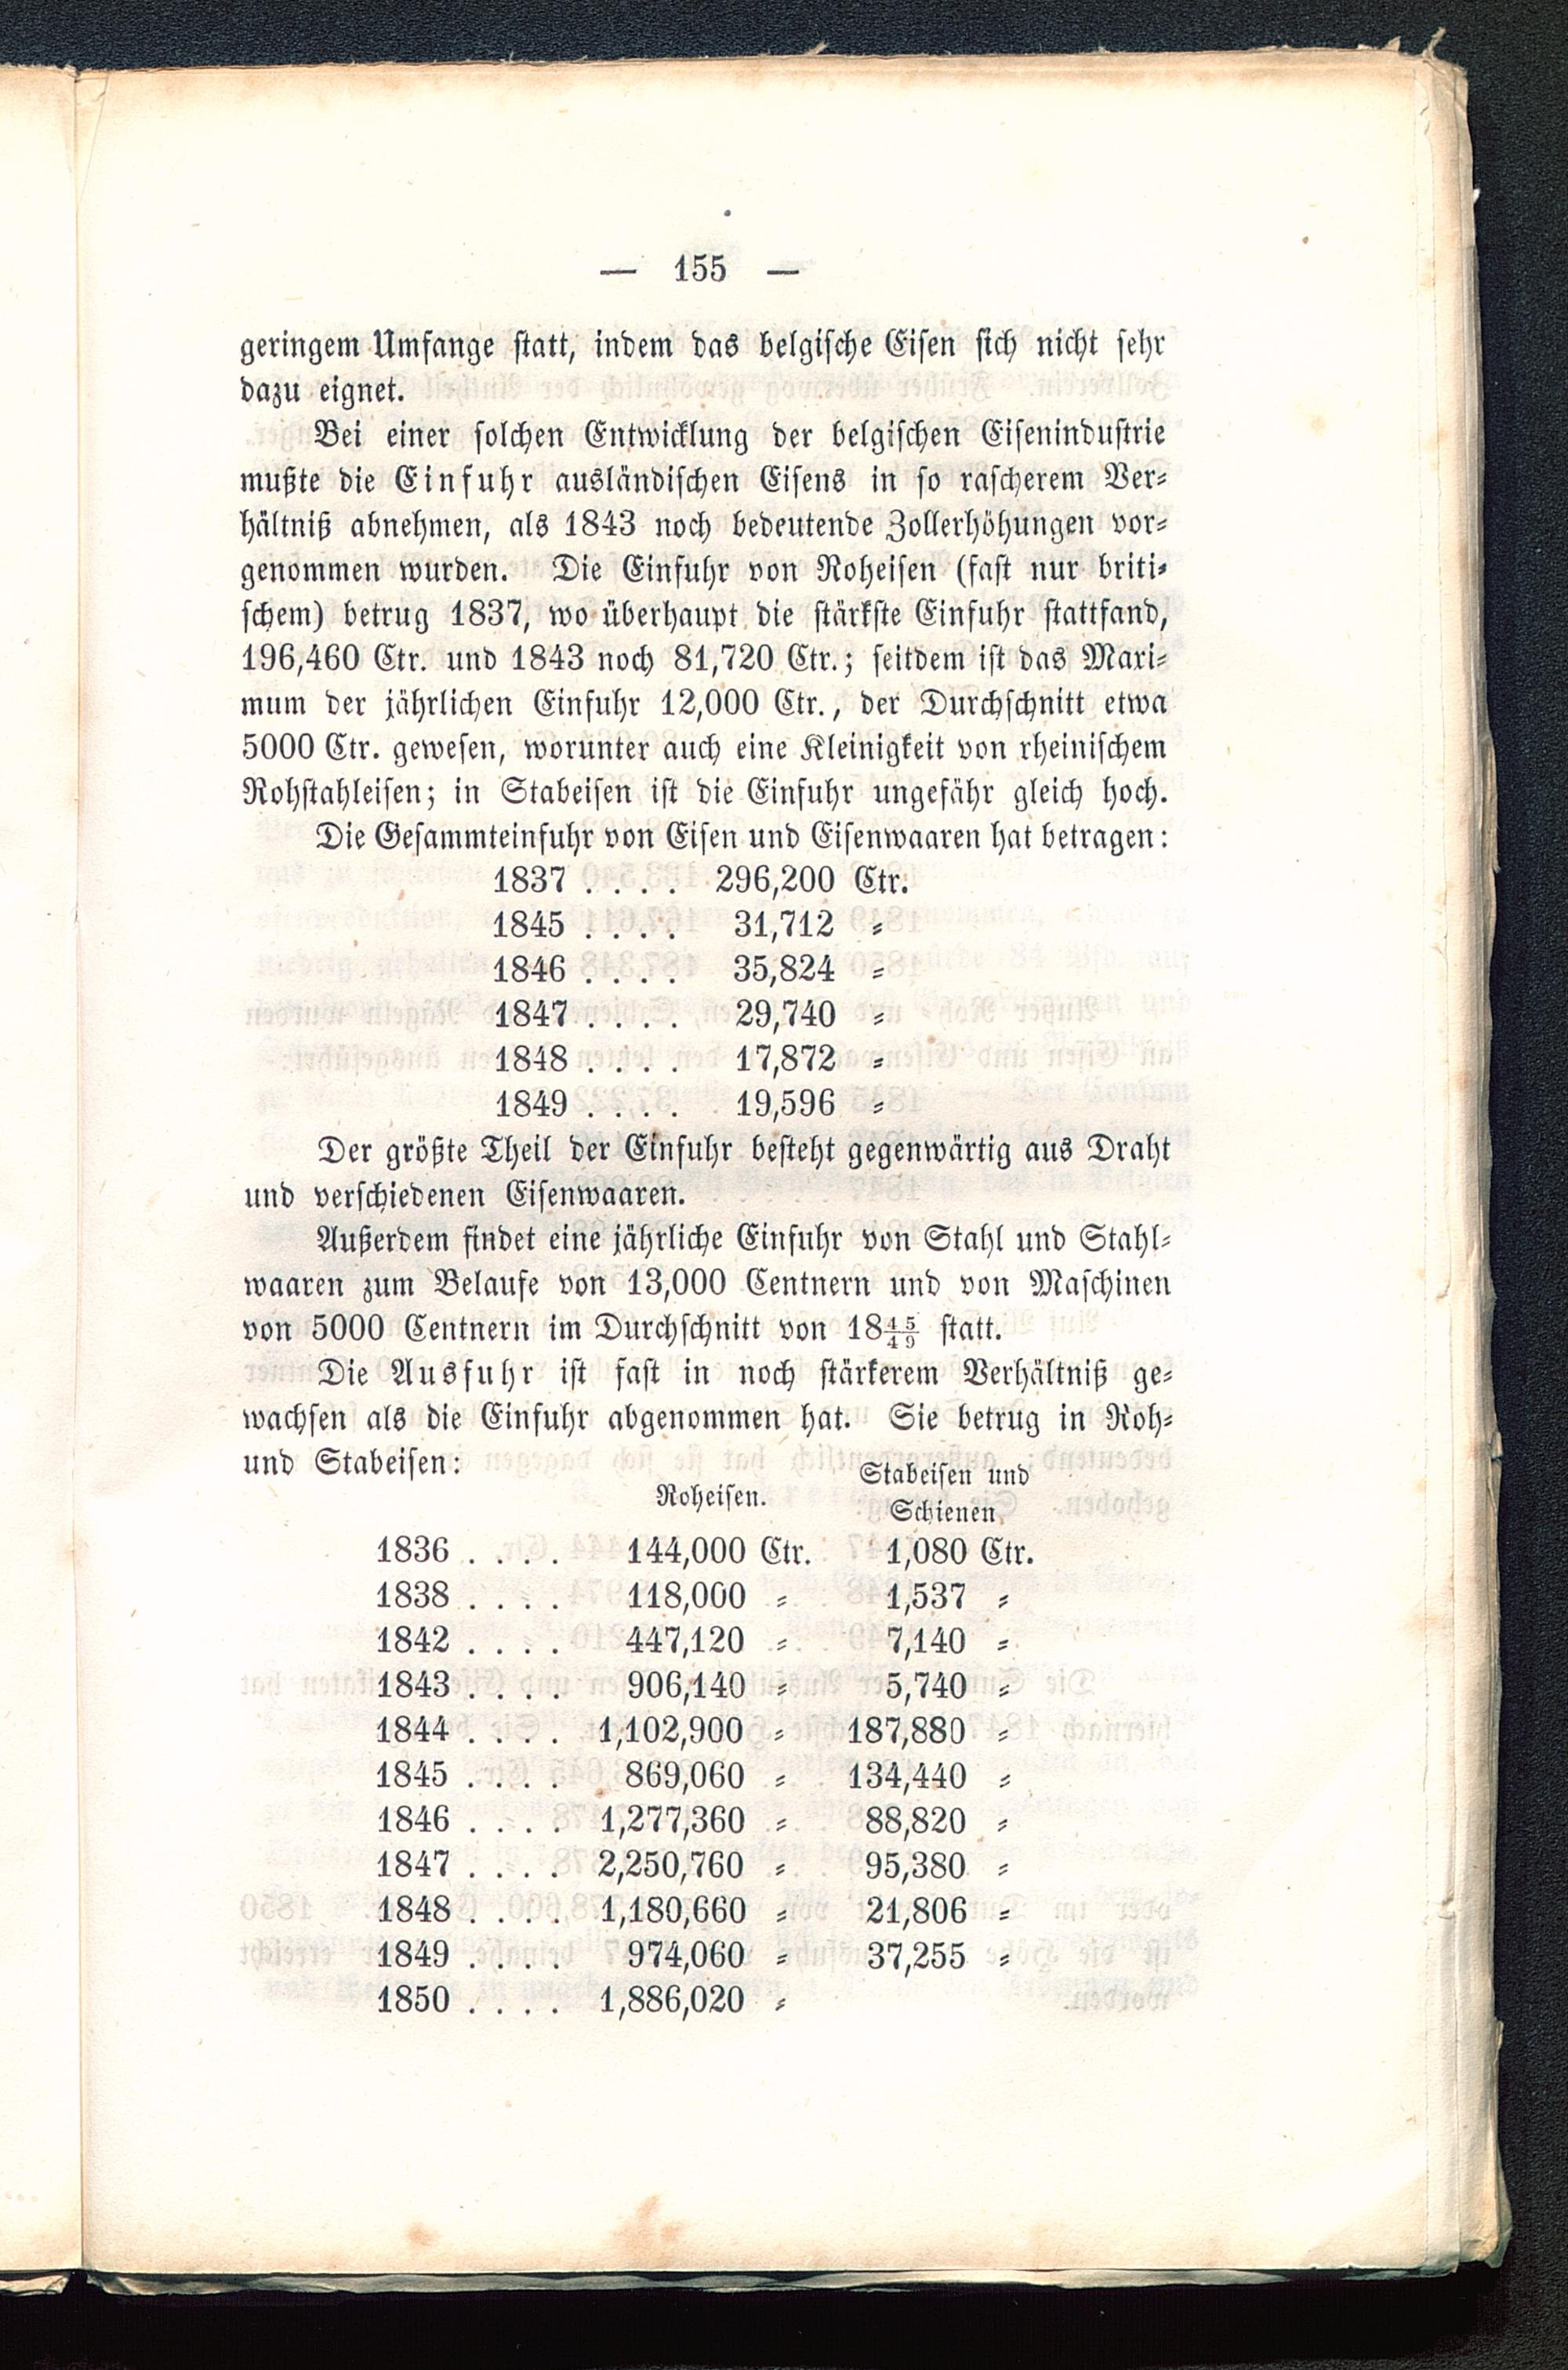 — 155 —
geringem Umfange statt, indem das belgische Eisen sich nicht sehr
dazu eignet.
Bei einer solchen Entwicklung der belgischen Eisenindustrie
mußte die Einfuhr ausländischen Eisens in so rascherem Ver-
hältniß abnehmen, als 1843 noch bedeutende Zollerhöhungen vor-
genommen wurden. Die Einfuhr von Roheisen (fast nur briti-
schem) betrug 1837, wo überhaupt die stärkste Einfuhr stattfand,
196,460 Ctr. und 1843 noch 81,720 Ctr.; seitdem ist das Maxi-
mum der jährlichen Einfuhr 12,000 Ctr., der Durchschnitt etwa
5000 Ctr. gewesen, worunter auch eine Kleinigkeit von rheinischem
Rohstahleisen; in Stabeisen ist die Einfuhr ungefähr gleich hoch.
Die Gesammteinfuhr von Eisen und Eisenwaaren hat betragen:
1837 . . . . 296,200 Ctr.
1845 . . . . 31,712 „
1846 . . . . 35,824 „
1847 . . . . 29,740 „
1848 . . . . 17,872 „
1849 . . . . 19,596 „
Der größte Theil der Einfuhr besteht gegenwärtig aus Draht
und verschiedenen Eisenwaaren.
Außerdem findet eine jährliche Einfuhr von Stahl und Stahl-
waaren zum Belaufe von 13,000 Centnern und von Maschinen
von 5000 Centnern im Durchschnitt von 18 45/49 statt.
Die Ausfuhr ist fast in noch stärkerem Verhältniß ge-
wachsen als die Einfuhr abgenommen hat. Sie betrug in Roh-
und Stabeisen:
Roheisen. Stabeisen und
Schienen
1836 . . . . 144,000 Ctr. 1,080 Ctr.
1838 . . . . 118,000 „ 1,537 „
1842 . . . . 447,120 „ 7,140 „
1843 . . . . 906,140 „ 5,740 „
1844 . . . . 1,102,900 „ 187,880 „
1845 . . . . 869,060 „ 134,440 „
1846 . . . . 1,277,360 „ 88,820 „
1847 . . . . 2,250,760 „ 95,380 „
1848 . . . . 1,180,660 „ 21,806 „
1849 . . . . 974,060 „ 37,255 „
1850 . . . . 1,886,020 „